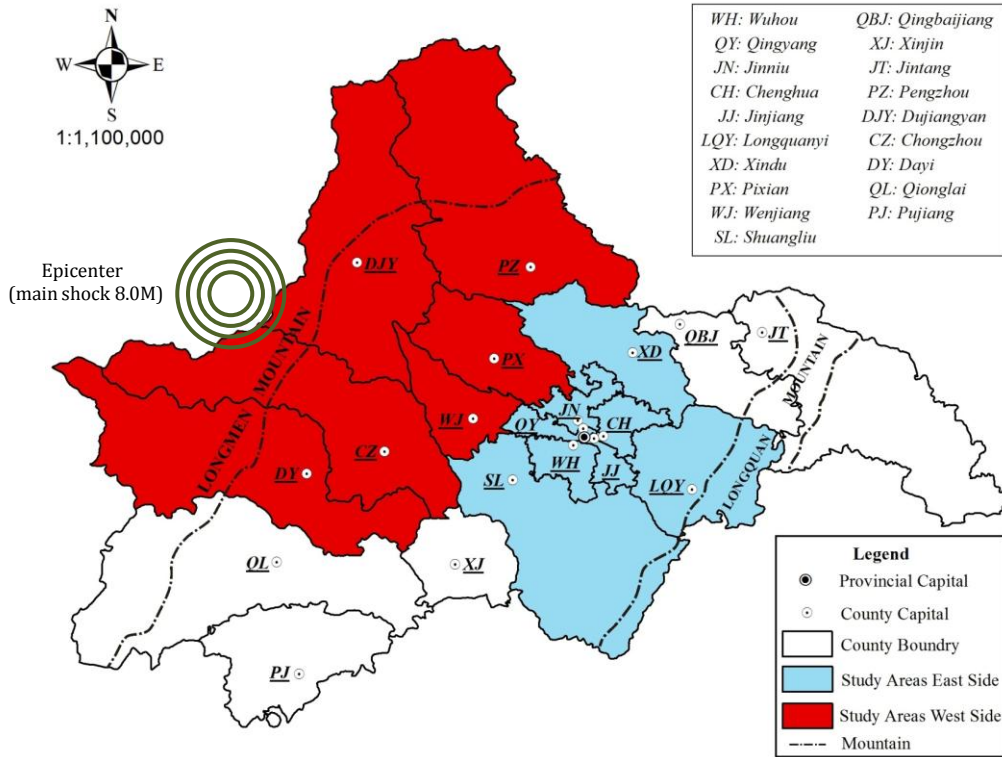 N
W E
S
1:1,100,000
WH: Wuhou QBJ: Qingbaijiang
QY: Qingyang XJ: Xinjin
JN: Jinniu JT: Jintang
CH: Chenghua PZ: Pengzhou
JJ: Jinjiang DJY: Dujiangyan
LQY: Longquanyi CZ: Chongzhou
XD: Xindu DY: Dayi
PX: Pixian QL: Qionglai
WJ: Wenjiang PJ: Pujiang
SL: Shuangliu
Epicenter
(main shock 8.0M)
DJY
PZ
QBJ
JT
XD
PX
LONGMEN MOUNTAIN
MOUNTAIN
LONGQUAN
JN
QY
CH
WJ
CZ
WH
JJ
DY
SL
LQY
QL
XJ
PJ
Legend
Provincial Capital
County Capital
County Boundry
Study Areas East Side
Study Areas West Side
Mountain